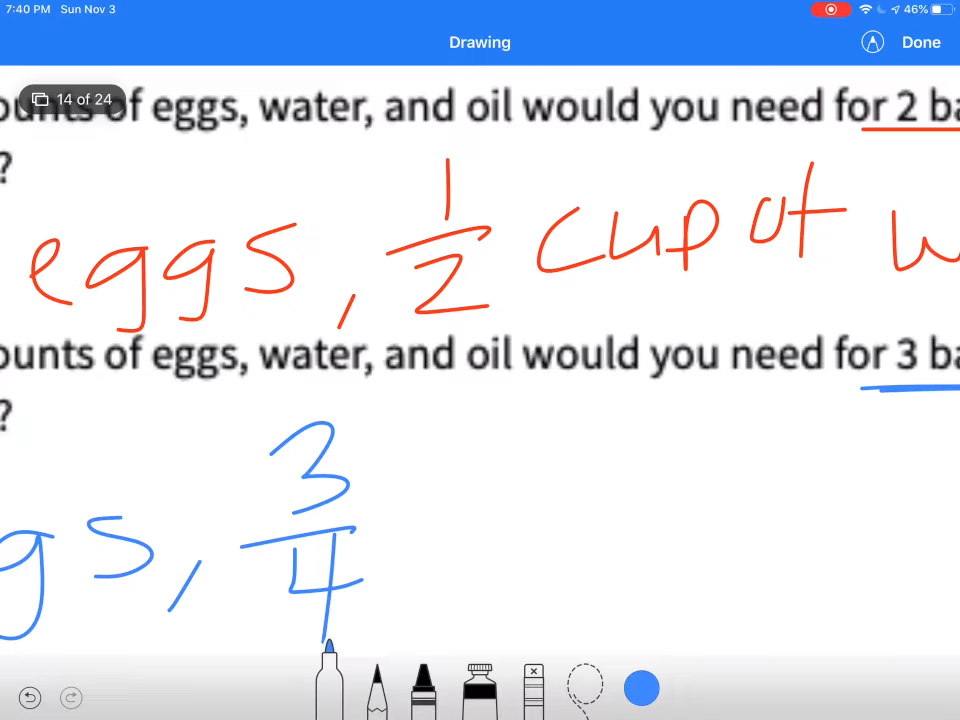 7:40 PM Sun Nov 3 46%
Drawing Done
14 of 24
ounts of eggs, water, and oil would you need for 2 ba
?
eggs, 1/2 cup of w
ounts of eggs, water, and oil would you need for 3 ba
?
gs, 3/4